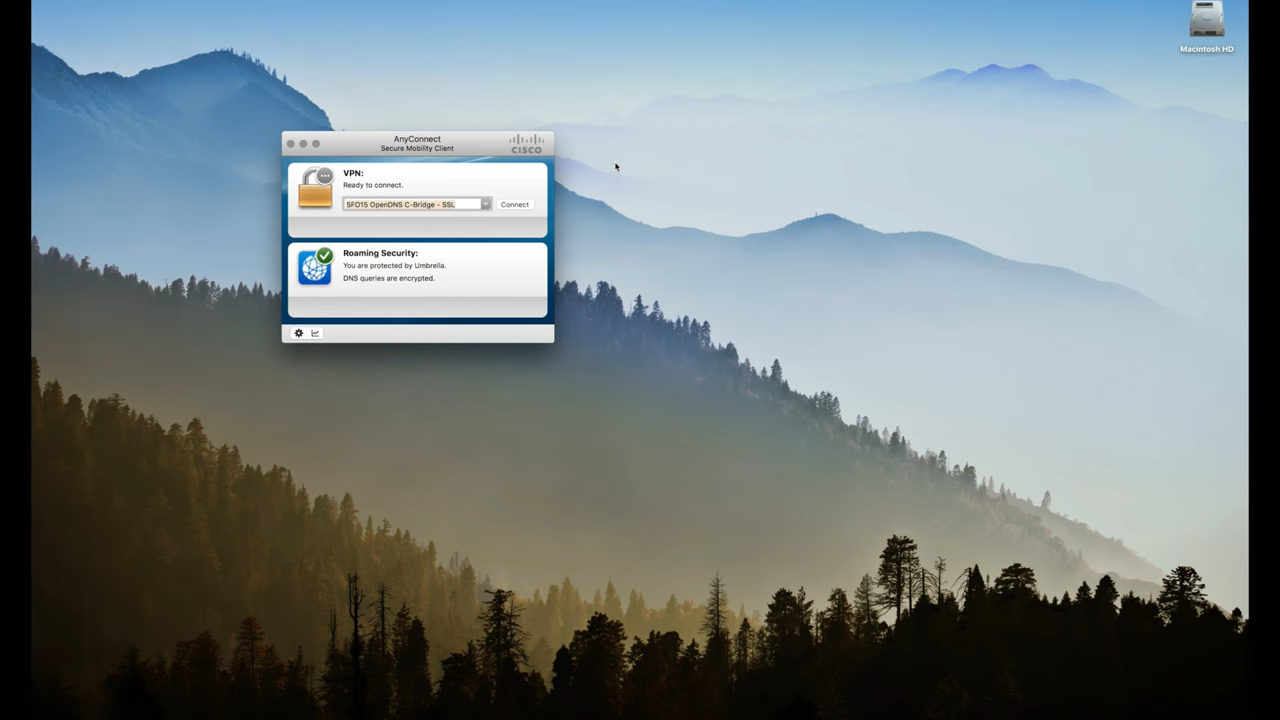 Macintosh HD
AnyConnect
Secure Mobility Client
CISCO
VPN:
Ready to connect.
SFO15 OpenDNS C-Bridge - SSL
Connect
Roaming Security:
You are protected by Umbrella.
DNS queries are encrypted.